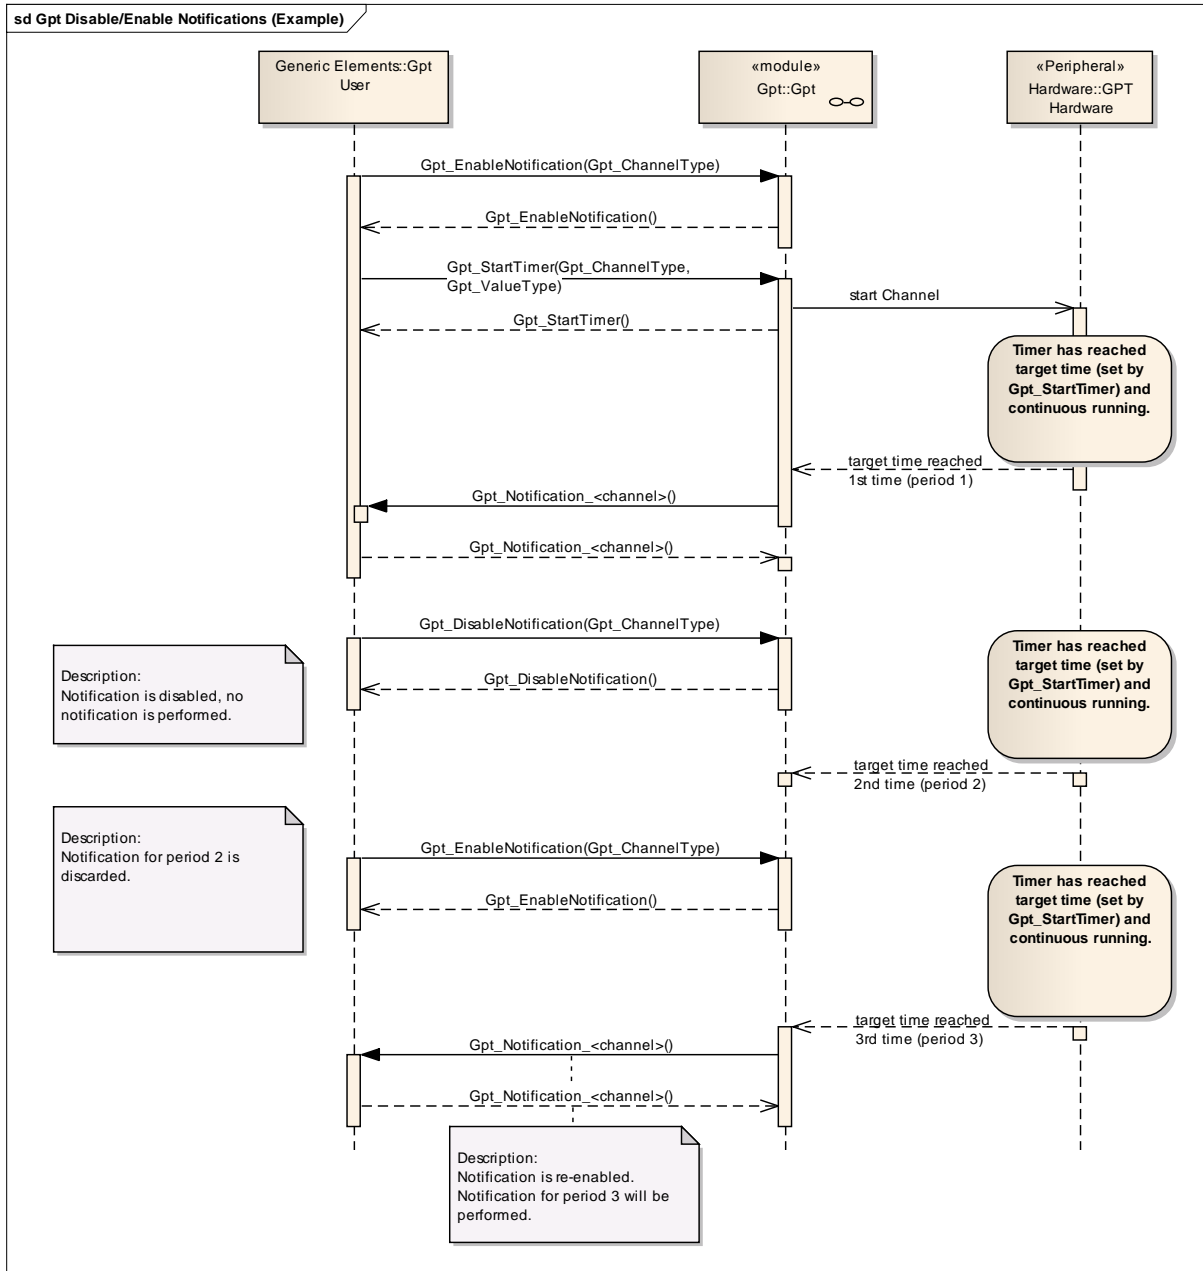 sd Gpt Disable/Enable Notifications (Example)
Generic Elements::Gpt
User
«module»
Gpt::Gpt
«Peripheral»
Hardware::GPT
Hardware
Gpt_EnableNotification(Gpt_ChannelType)
Gpt_EnableNotification()
Gpt_StartTimer(Gpt_ChannelType,
Gpt_ValueType)
start Channel
Gpt_StartTimer()
Timer has reached
target time (set by
Gpt_StartTimer) and
continuous running.
target time reached
1st time (period 1)
Gpt_Notification_<channel>()
Gpt_Notification_<channel>()
Gpt_DisableNotification(Gpt_ChannelType)
Gpt_DisableNotification()
Description:
Notification is disabled, no
notification is performed.
Timer has reached
target time (set by
Gpt_StartTimer) and
continuous running.
target time reached
2nd time (period 2)
Description:
Notification for period 2 is
discarded.
Gpt_EnableNotification(Gpt_ChannelType)
Gpt_EnableNotification()
Timer has reached
target time (set by
Gpt_StartTimer) and
continuous running.
target time reached
3rd time (period 3)
Gpt_Notification_<channel>()
Gpt_Notification_<channel>()
Description:
Notification is re-enabled.
Notification for period 3 will be
performed.